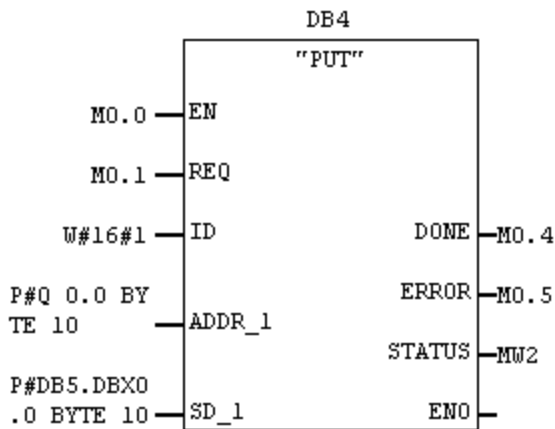 DB4
"PUT"
M0.0 EN
M0.1 REQ
W#16#1 ID DONE M0.4
P#Q 0.0 BY
TE 10 ADDR_1
ERROR M0.5
STATUS MW2
P#DB5.DBX0
.0 BYTE 10 SD_1 ENO